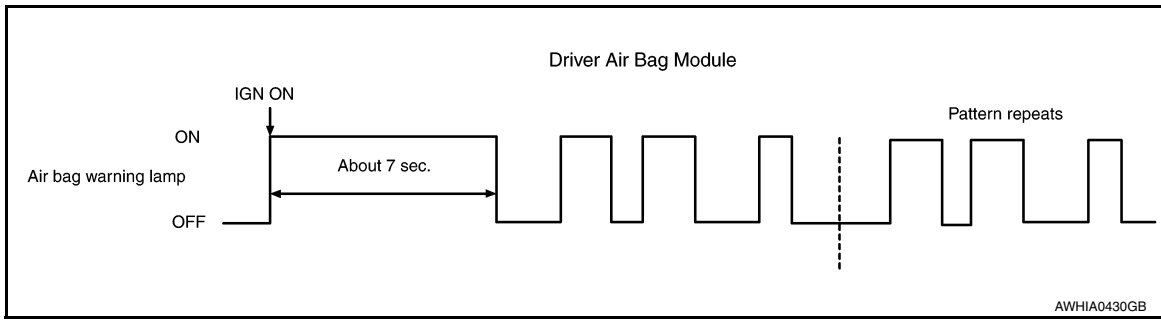 Driver Air Bag Module
IGN ON
Pattern repeats
ON
About 7 sec.
Air bag warning lamp
OFF
AWHIA0430GB